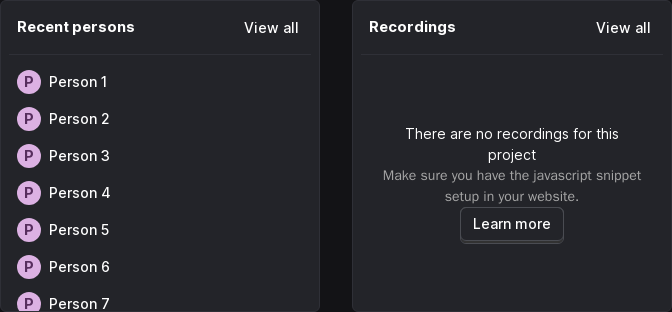 Recent persons
View all
P Person 1
P Person 2
P Person 3
P Person 4
P Person 5
P Person 6
P Person 7
Recordings
View all
There are no recordings for this
project
Make sure you have the javascript snippet
setup in your website.
Learn more